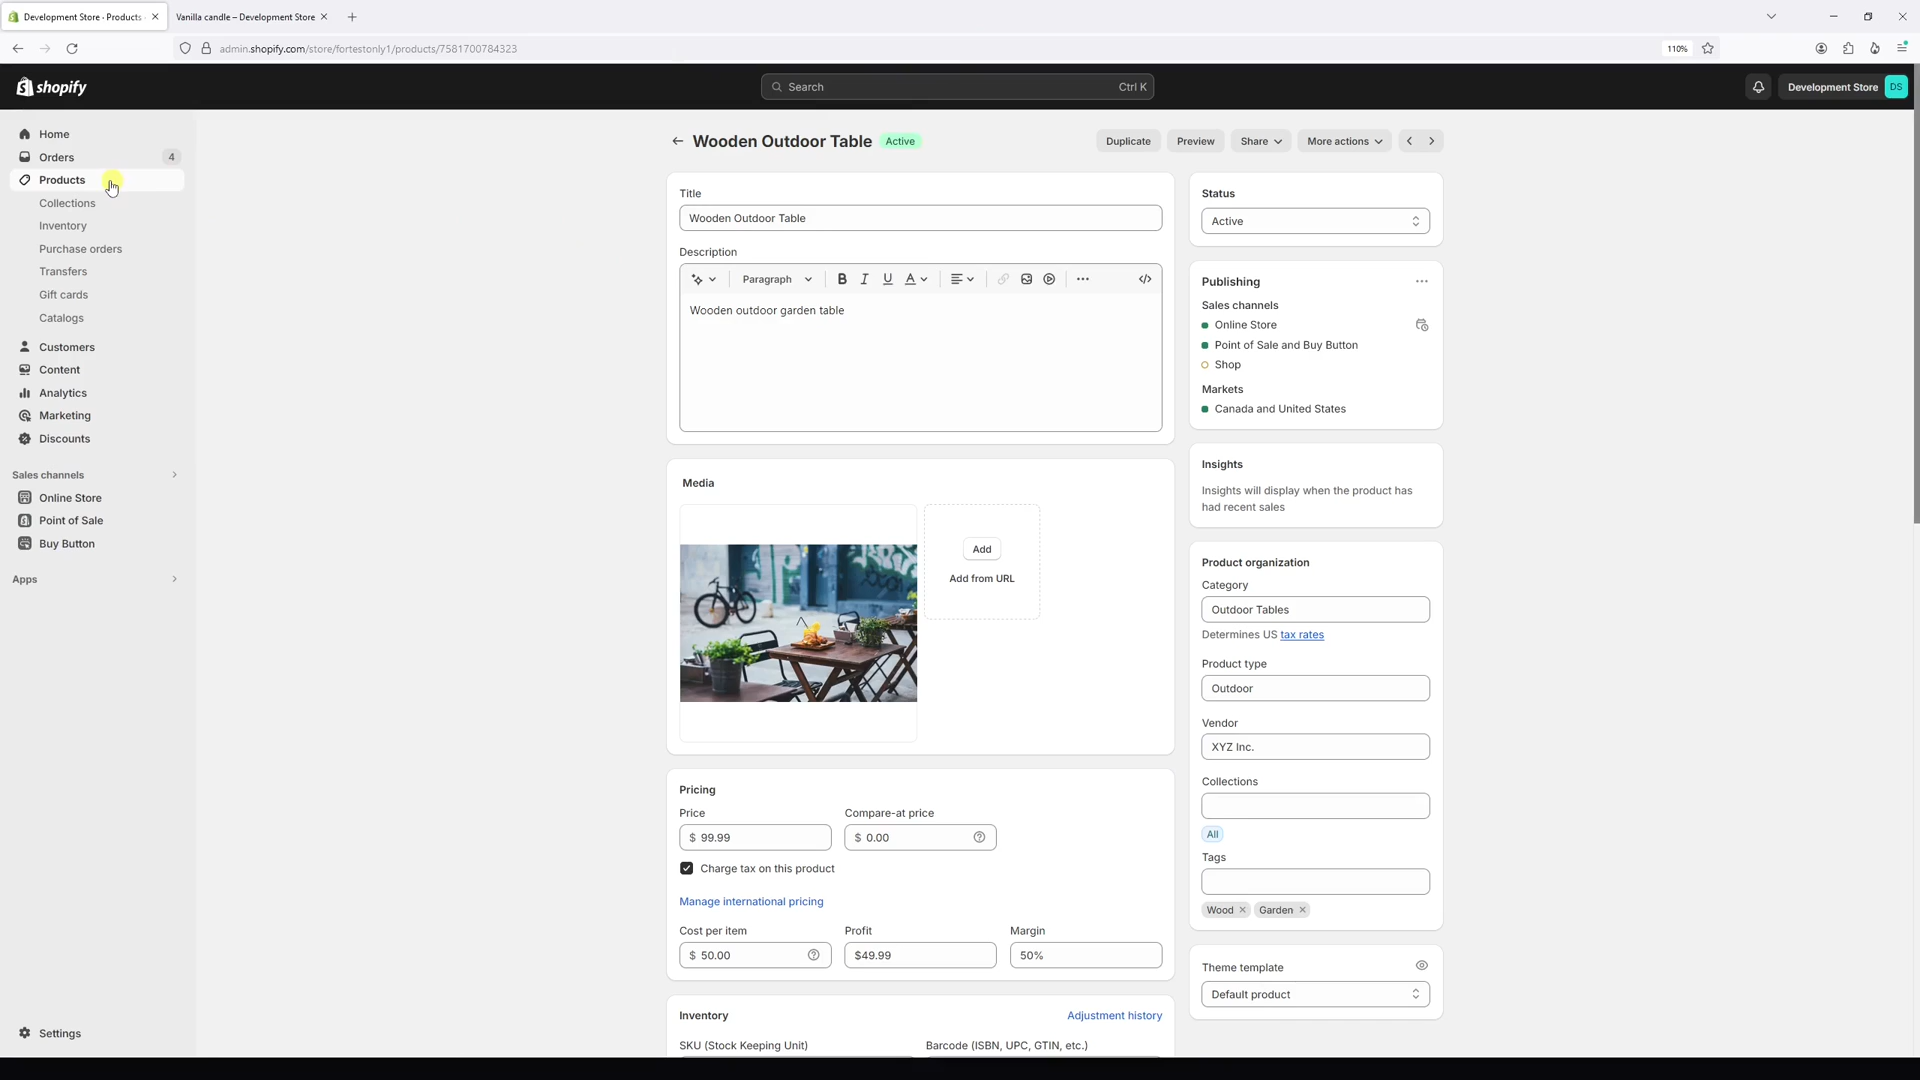 Development Store · Products
Vanilla candle – Development Store
admin.shopify.com/store/fortestonly1/products/7581700784323
110%
shopify
Search
Ctrl K
Development Store
DS
Home
Orders
4
Products
Collections
Inventory
Purchase orders
Transfers
Gift cards
Catalogs
Customers
Content
Analytics
Marketing
Discounts
Sales channels
Online Store
Point of Sale
Buy Button
Apps
Settings
Wooden Outdoor Table
Active
Duplicate
Preview
Share
More actions
Title
Wooden Outdoor Table
Description
Paragraph
B I U A
Wooden outdoor garden table
Media
Add
Add from URL
Pricing
Price
Compare-at price
$ 99.99
$ 0.00
Charge tax on this product
Manage international pricing
Cost per item
Profit
Margin
$ 50.00
$49.99
50%
Inventory
Adjustment history
SKU (Stock Keeping Unit)
Barcode (ISBN, UPC, GTIN, etc.)
Status
Active
Publishing
Sales channels
Online Store
Point of Sale and Buy Button
Shop
Markets
Canada and United States
Insights
Insights will display when the product has
had recent sales
Product organization
Category
Outdoor Tables
Determines US tax rates
Product type
Outdoor
Vendor
XYZ Inc.
Collections
All
Tags
Wood
Garden
Theme template
Default product